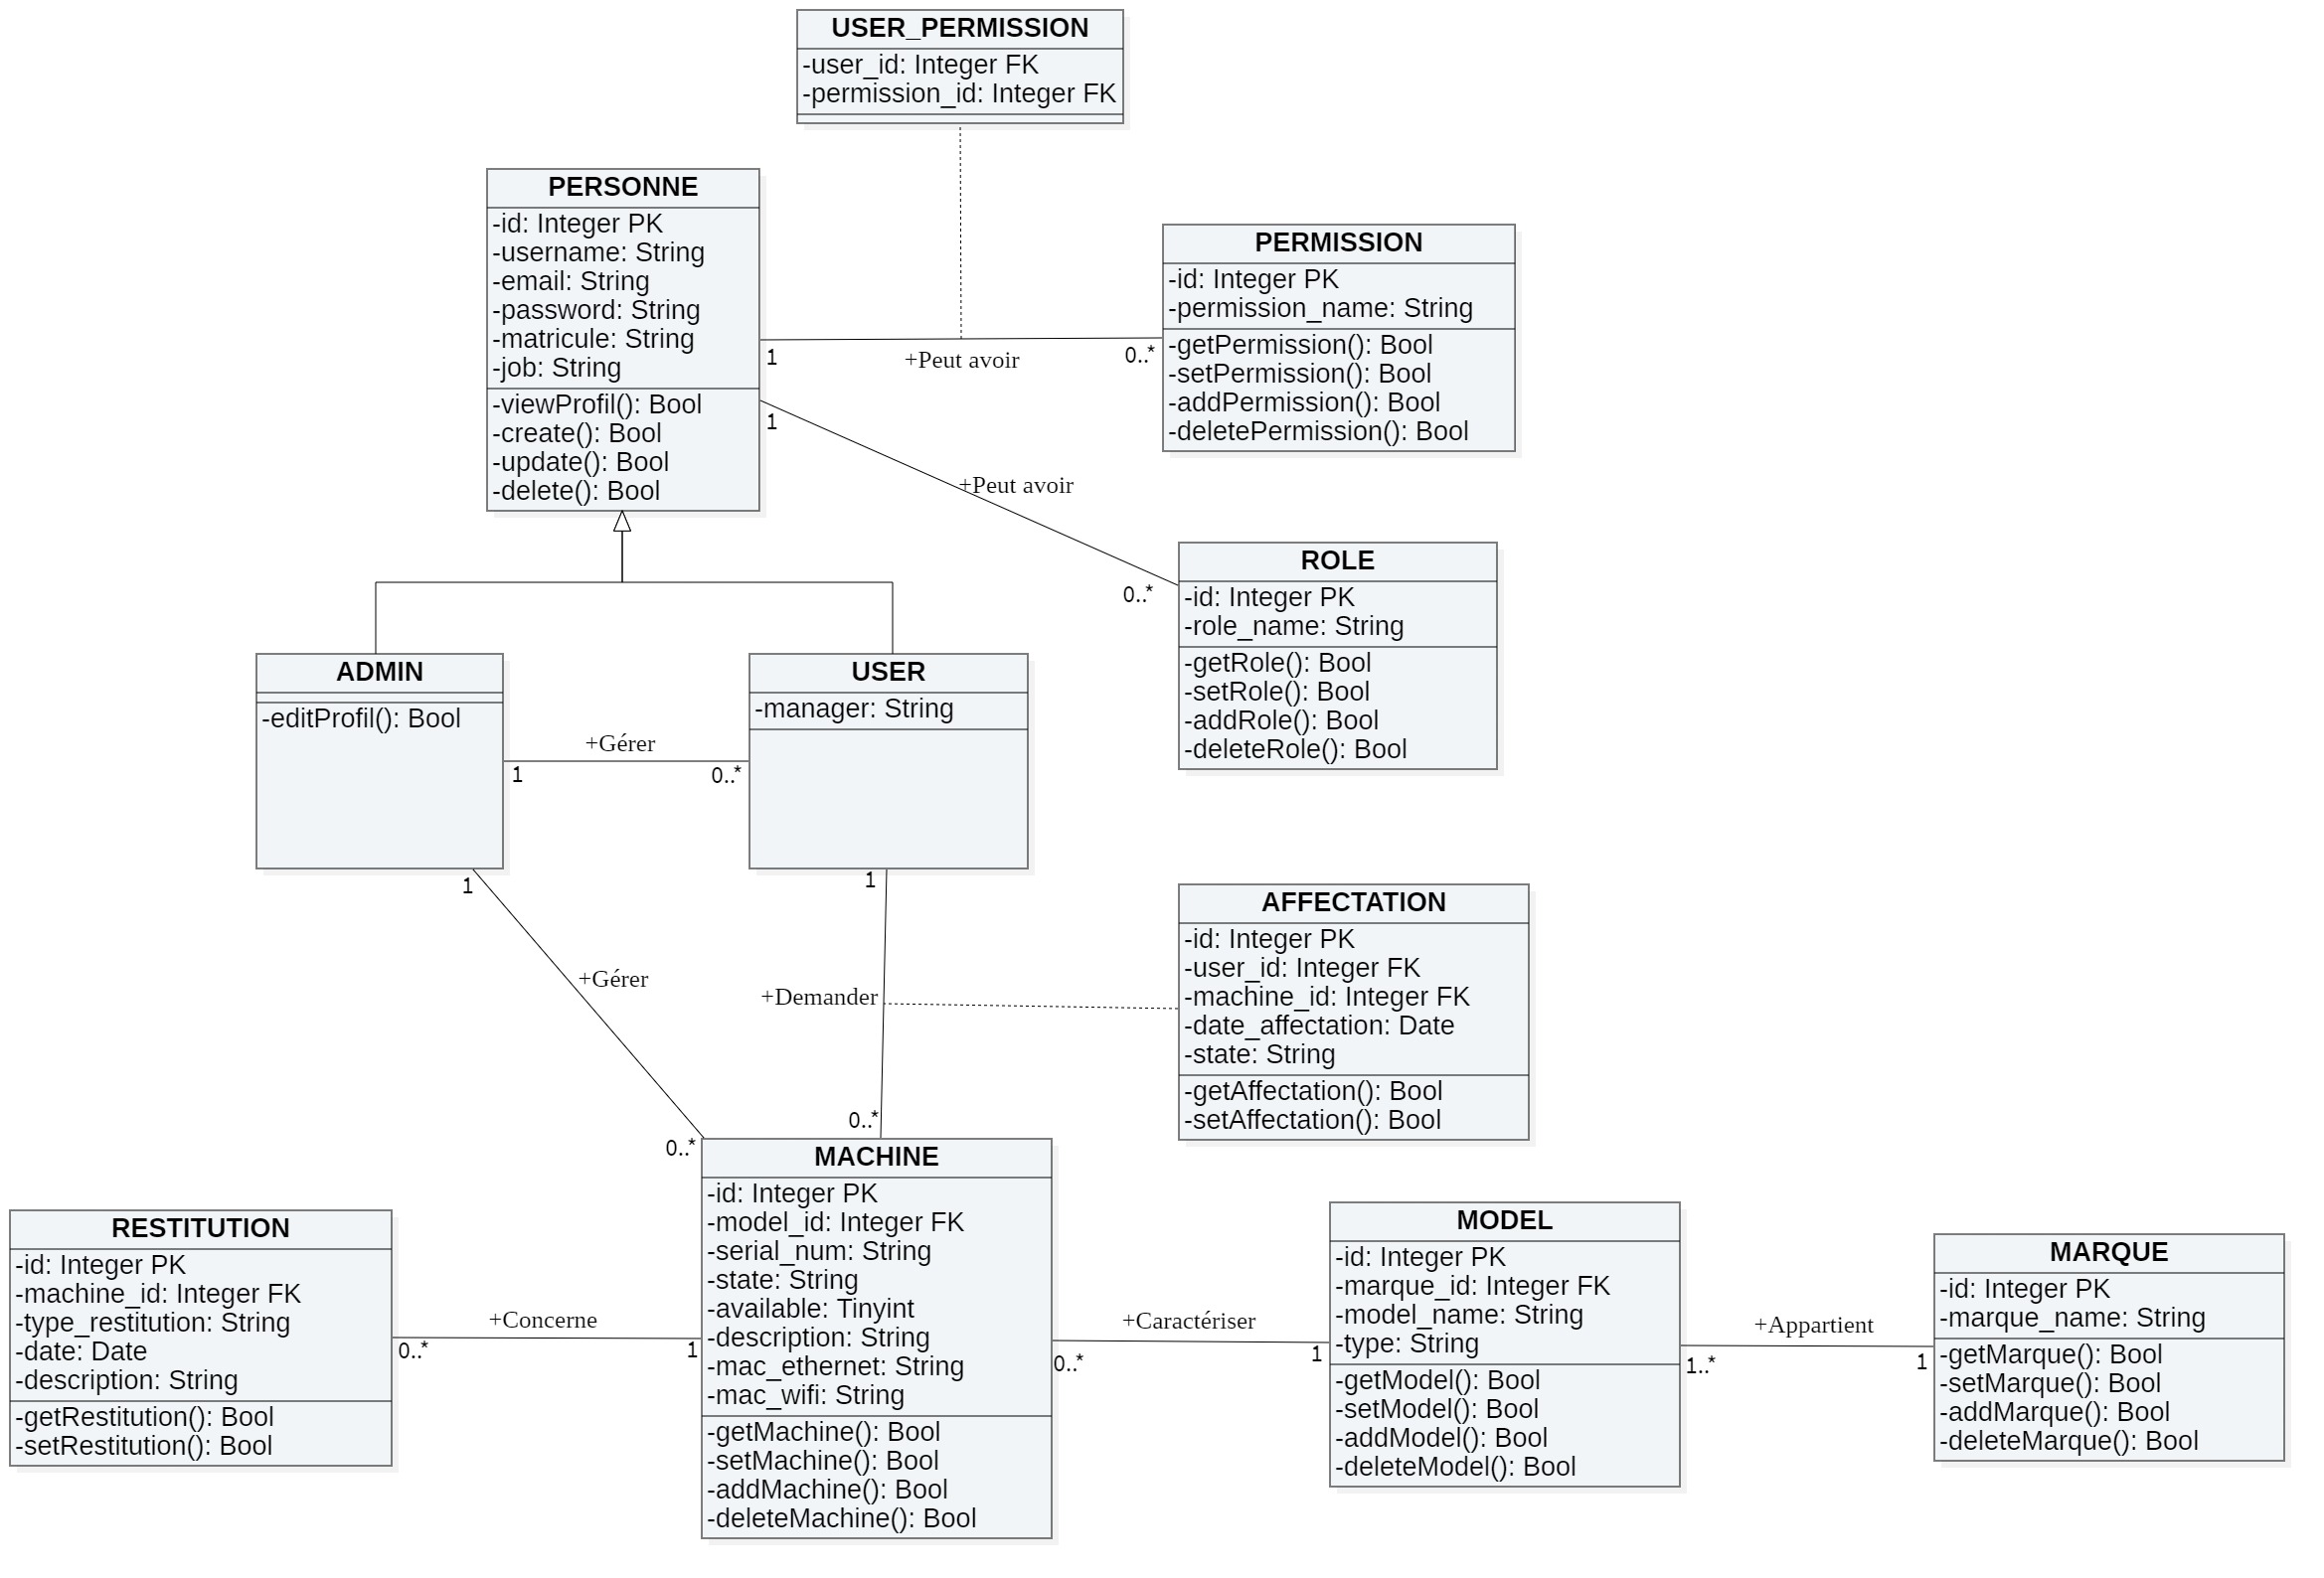 USER_PERMISSION
-user_id: Integer FK
-permission_id: Integer FK
PERSONNE
-id: Integer PK
-username: String
-email: String
-password: String
-matricule: String
-job: String
-viewProfil(): Bool
-create(): Bool
-update(): Bool
-delete(): Bool
1
+Peut avoir
0..*
PERMISSION
-id: Integer PK
-permission_name: String
-getPermission(): Bool
-setPermission(): Bool
-addPermission(): Bool
-deletePermission(): Bool
1
+Peut avoir
0..*
ROLE
-id: Integer PK
-role_name: String
-getRole(): Bool
-setRole(): Bool
-addRole(): Bool
-deleteRole(): Bool
ADMIN
-editProfil(): Bool
+Gérer
1
0..*
USER
-manager: String
1
+Gérer
0..*
1
+Demander
0..*
AFFECTATION
-id: Integer PK
-user_id: Integer FK
-machine_id: Integer FK
-date_affectation: Date
-state: String
-getAffectation(): Bool
-setAffectation(): Bool
RESTITUTION
-id: Integer PK
-machine_id: Integer FK
-type_restitution: String
-date: Date
-description: String
-getRestitution(): Bool
-setRestitution(): Bool
+Concerne
0..*
1
MACHINE
-id: Integer PK
-model_id: Integer FK
-serial_num: String
-state: String
-available: Tinyint
-description: String
-mac_ethernet: String
-mac_wifi: String
-getMachine(): Bool
-setMachine(): Bool
-addMachine(): Bool
-deleteMachine(): Bool
+Caractériser
0..*
1
MODEL
-id: Integer PK
-marque_id: Integer FK
-model_name: String
-type: String
-getModel(): Bool
-setModel(): Bool
-addModel(): Bool
-deleteModel(): Bool
+Appartient
1..*
1
MARQUE
-id: Integer PK
-marque_name: String
-getMarque(): Bool
-setMarque(): Bool
-addMarque(): Bool
-deleteMarque(): Bool